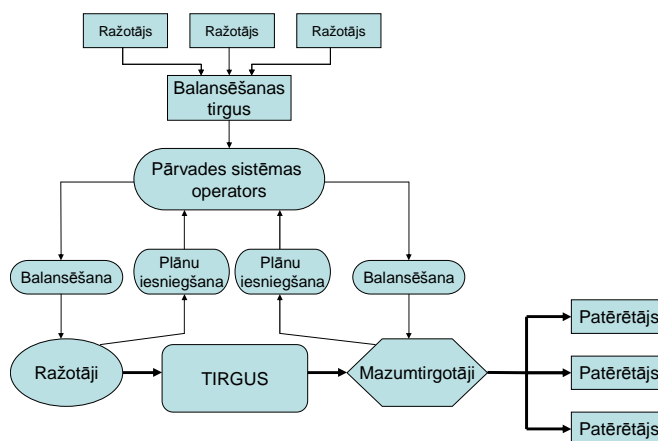 Ražotājs
Ražotājs
Ražotājs
Balansēšanas
tirgus
Pārvades sistēmas
operators
Balansēšana
Plānu
iesniegšana
Plānu
iesniegšana
Balansēšana
Ražotāji
TIRGUS
Mazumtirgotāji
Patērētājs
Patērētājs
Patērētājs